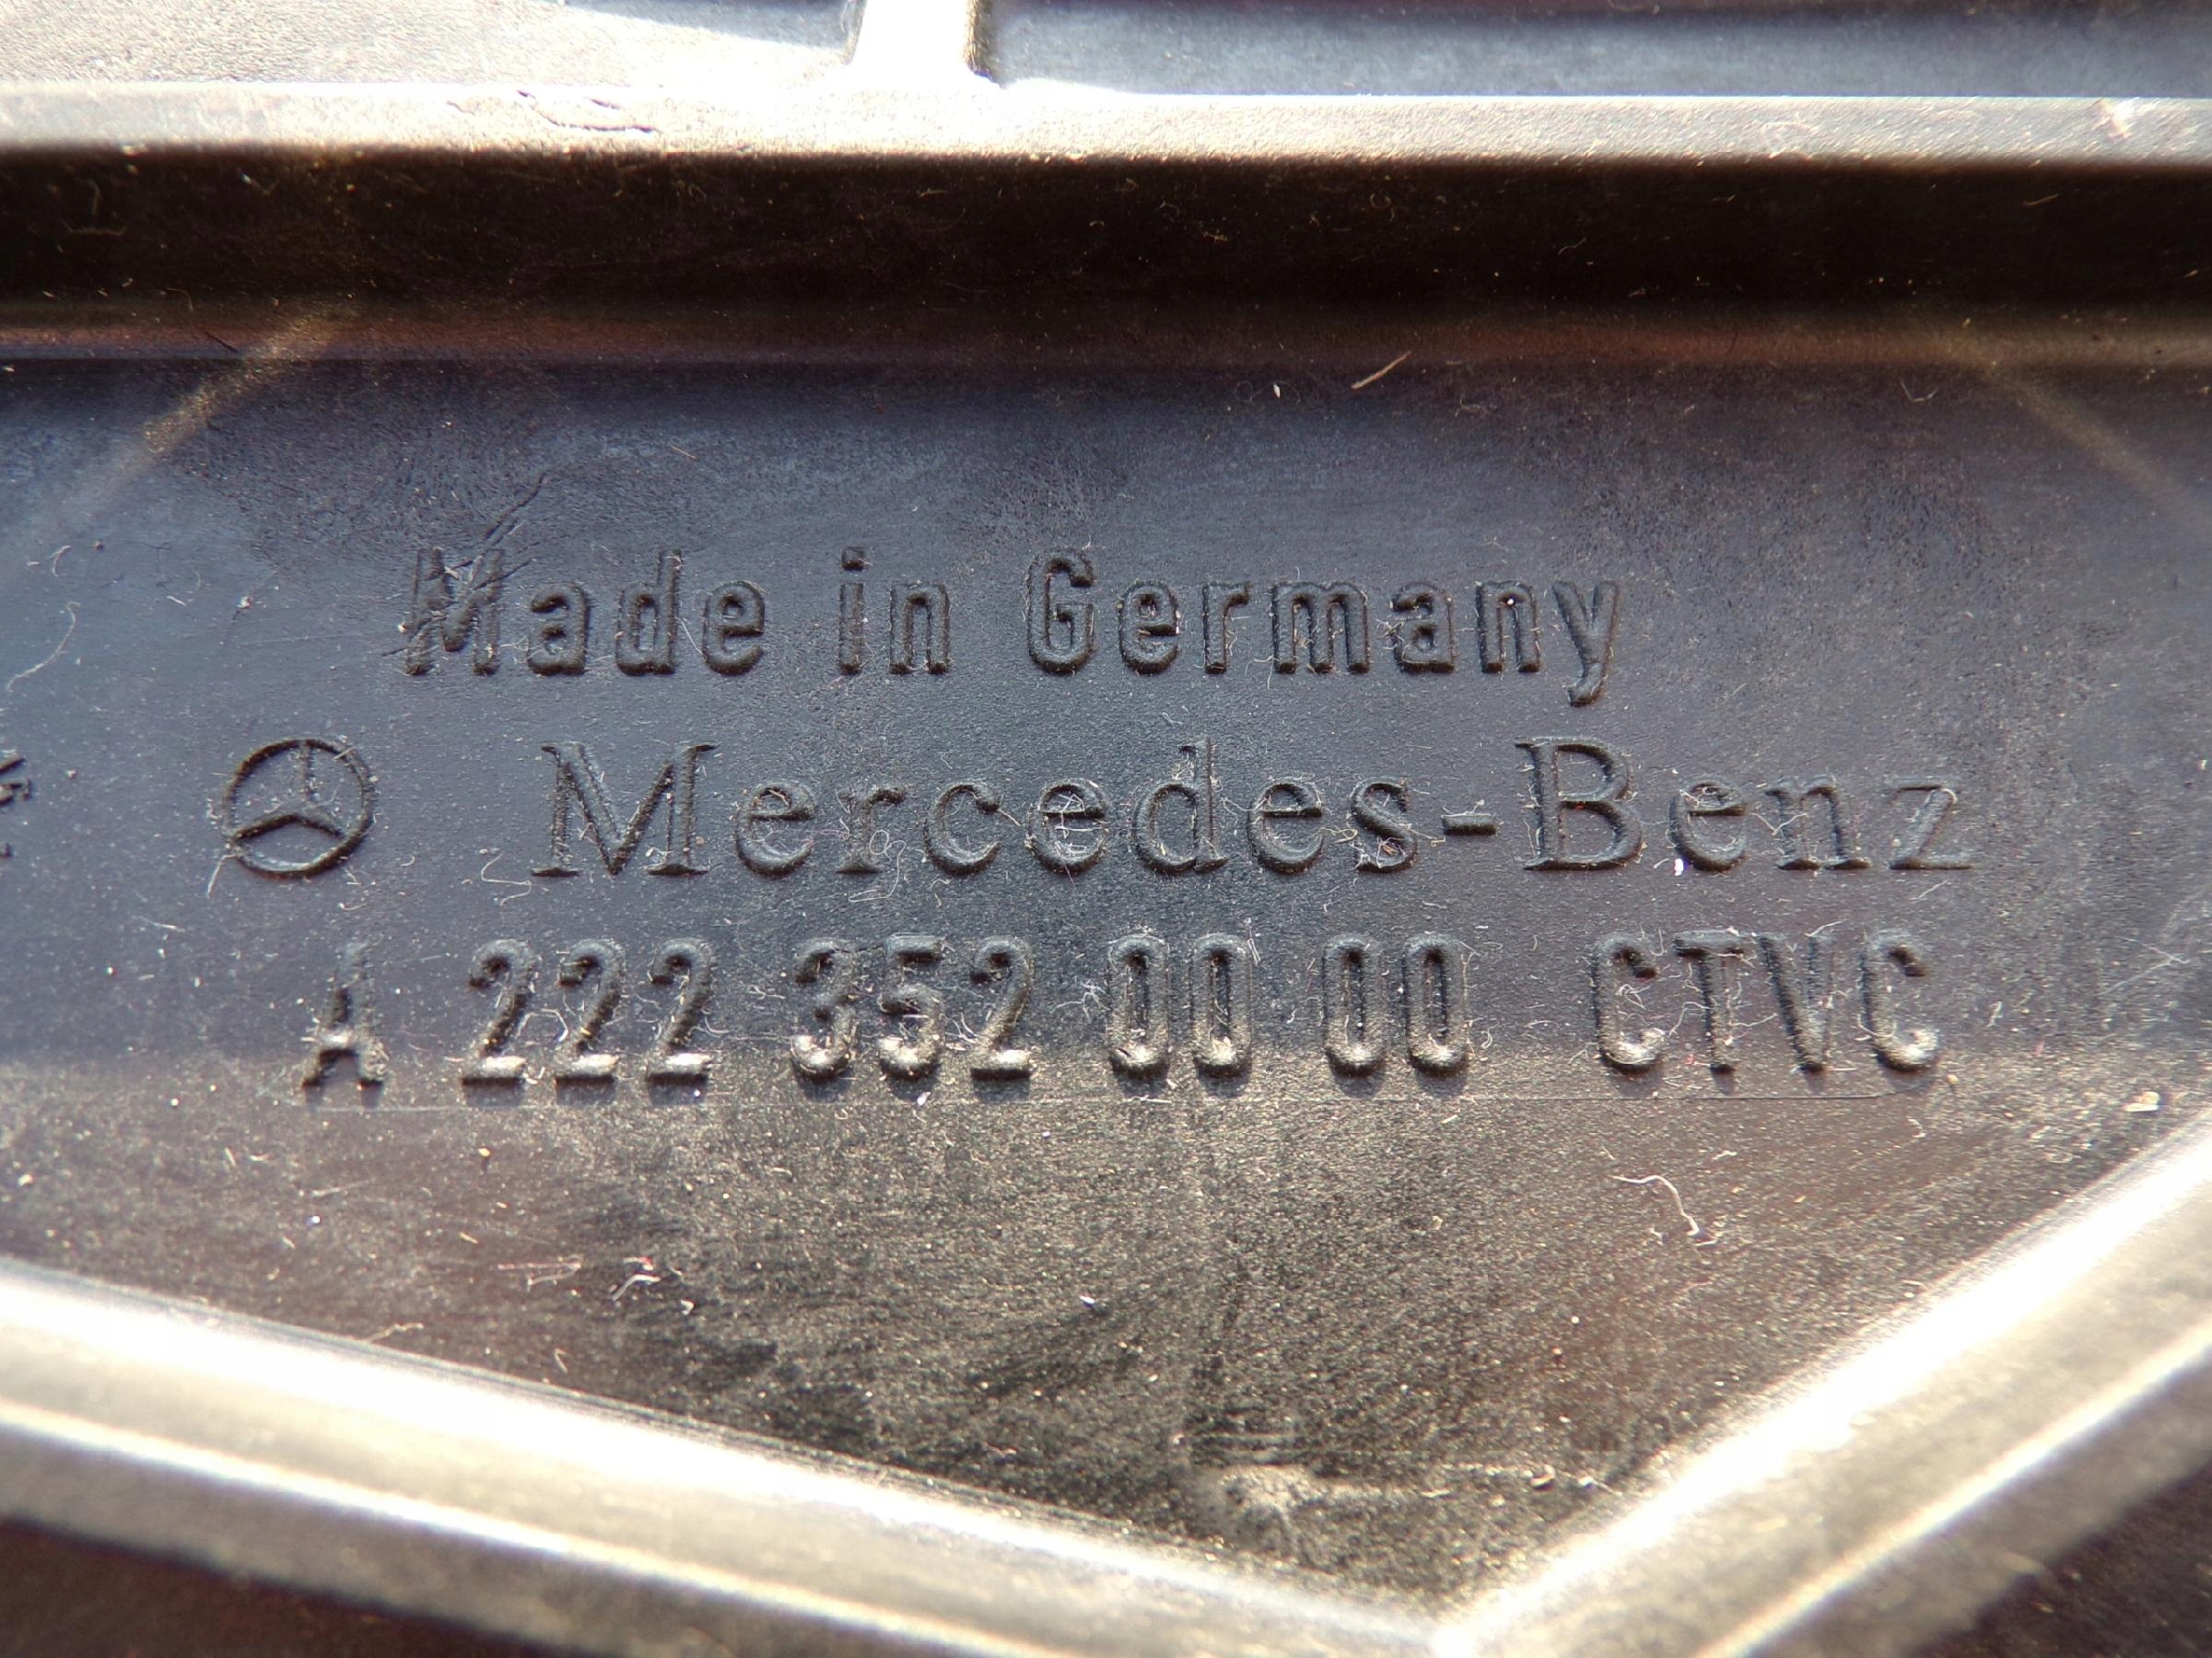 Made in Germany
Mercedes-Benz
A 222 352 00 00 CTVC